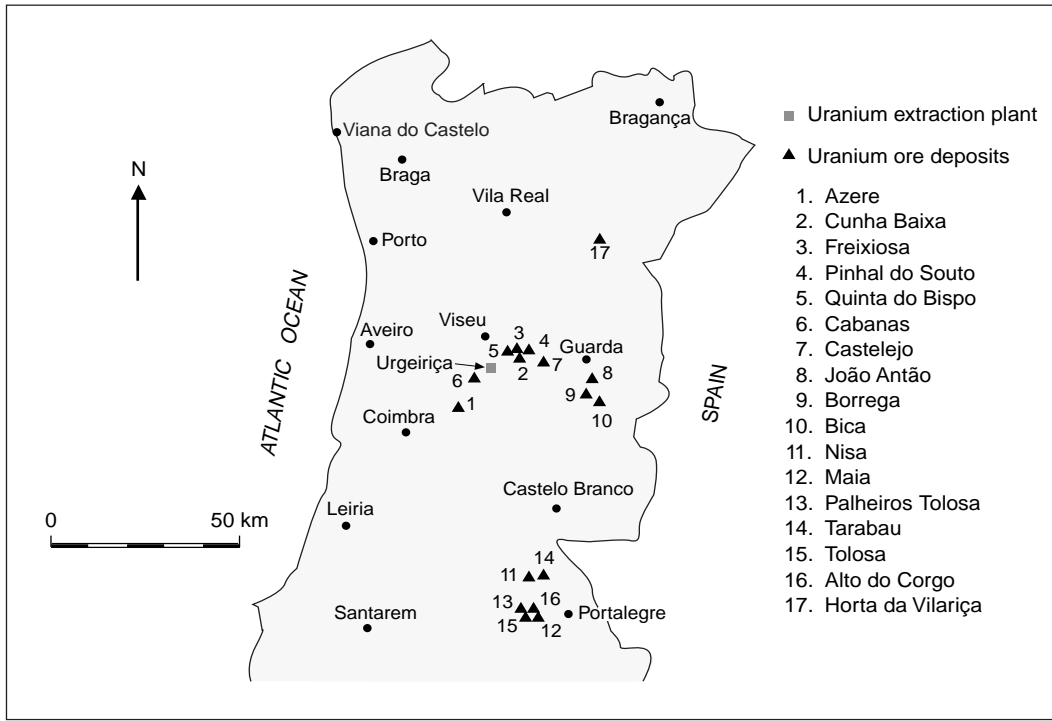 Bragança
Viana do Castelo
Braga
N
Vila Real
Porto
17
ATLANTIC OCEAN
Viseu
Aveiro
3
4
5
Guarda
Urgeiriça
2
7
6
8
SPAIN
9
1
10
Coimbra
Castelo Branco
Leiria
0
50 km
14
11
13
16
Santarem
Portalegre
15
12
Uranium extraction plant
Uranium ore deposits
1. Azere
2. Cunha Baixa
3. Freixiosa
4. Pinhal do Souto
5. Quinta do Bispo
6. Cabanas
7. Castelejo
8. João Antão
9. Borrega
10. Bica
11. Nisa
12. Maia
13. Palheiros Tolosa
14. Tarabau
15. Tolosa
16. Alto do Corgo
17. Horta da Vilariça